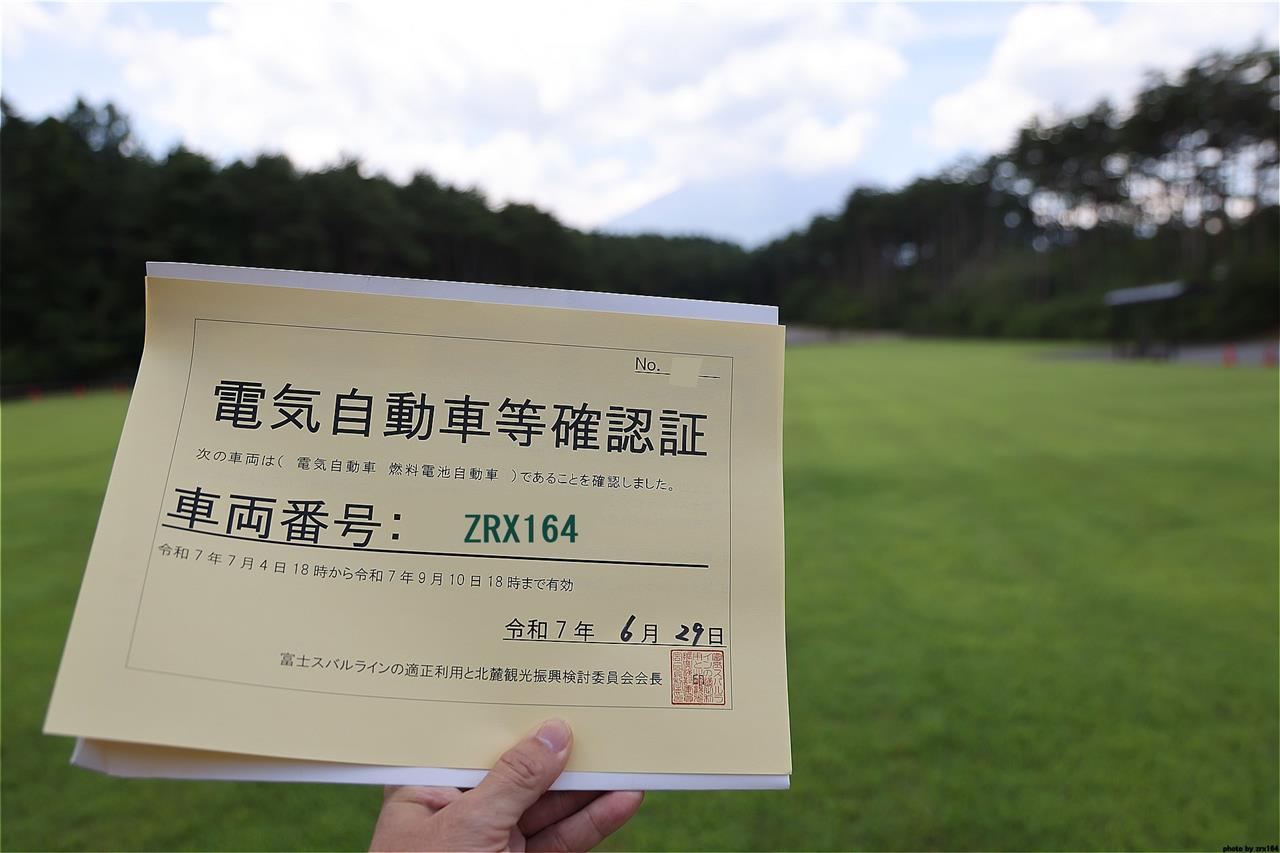 No.
電気自動車等確認証
次の車両は( 電気自動車 燃料電池自動車 )であることを確認しました。
車両番号: ZRX164
令和7年7月4日18時から令和7年9月10日18時まで有効
令和7年 6月 29日
富士スバルラインの適正利用と北麓観光振興検討委員会会長
印
photo by zrx164